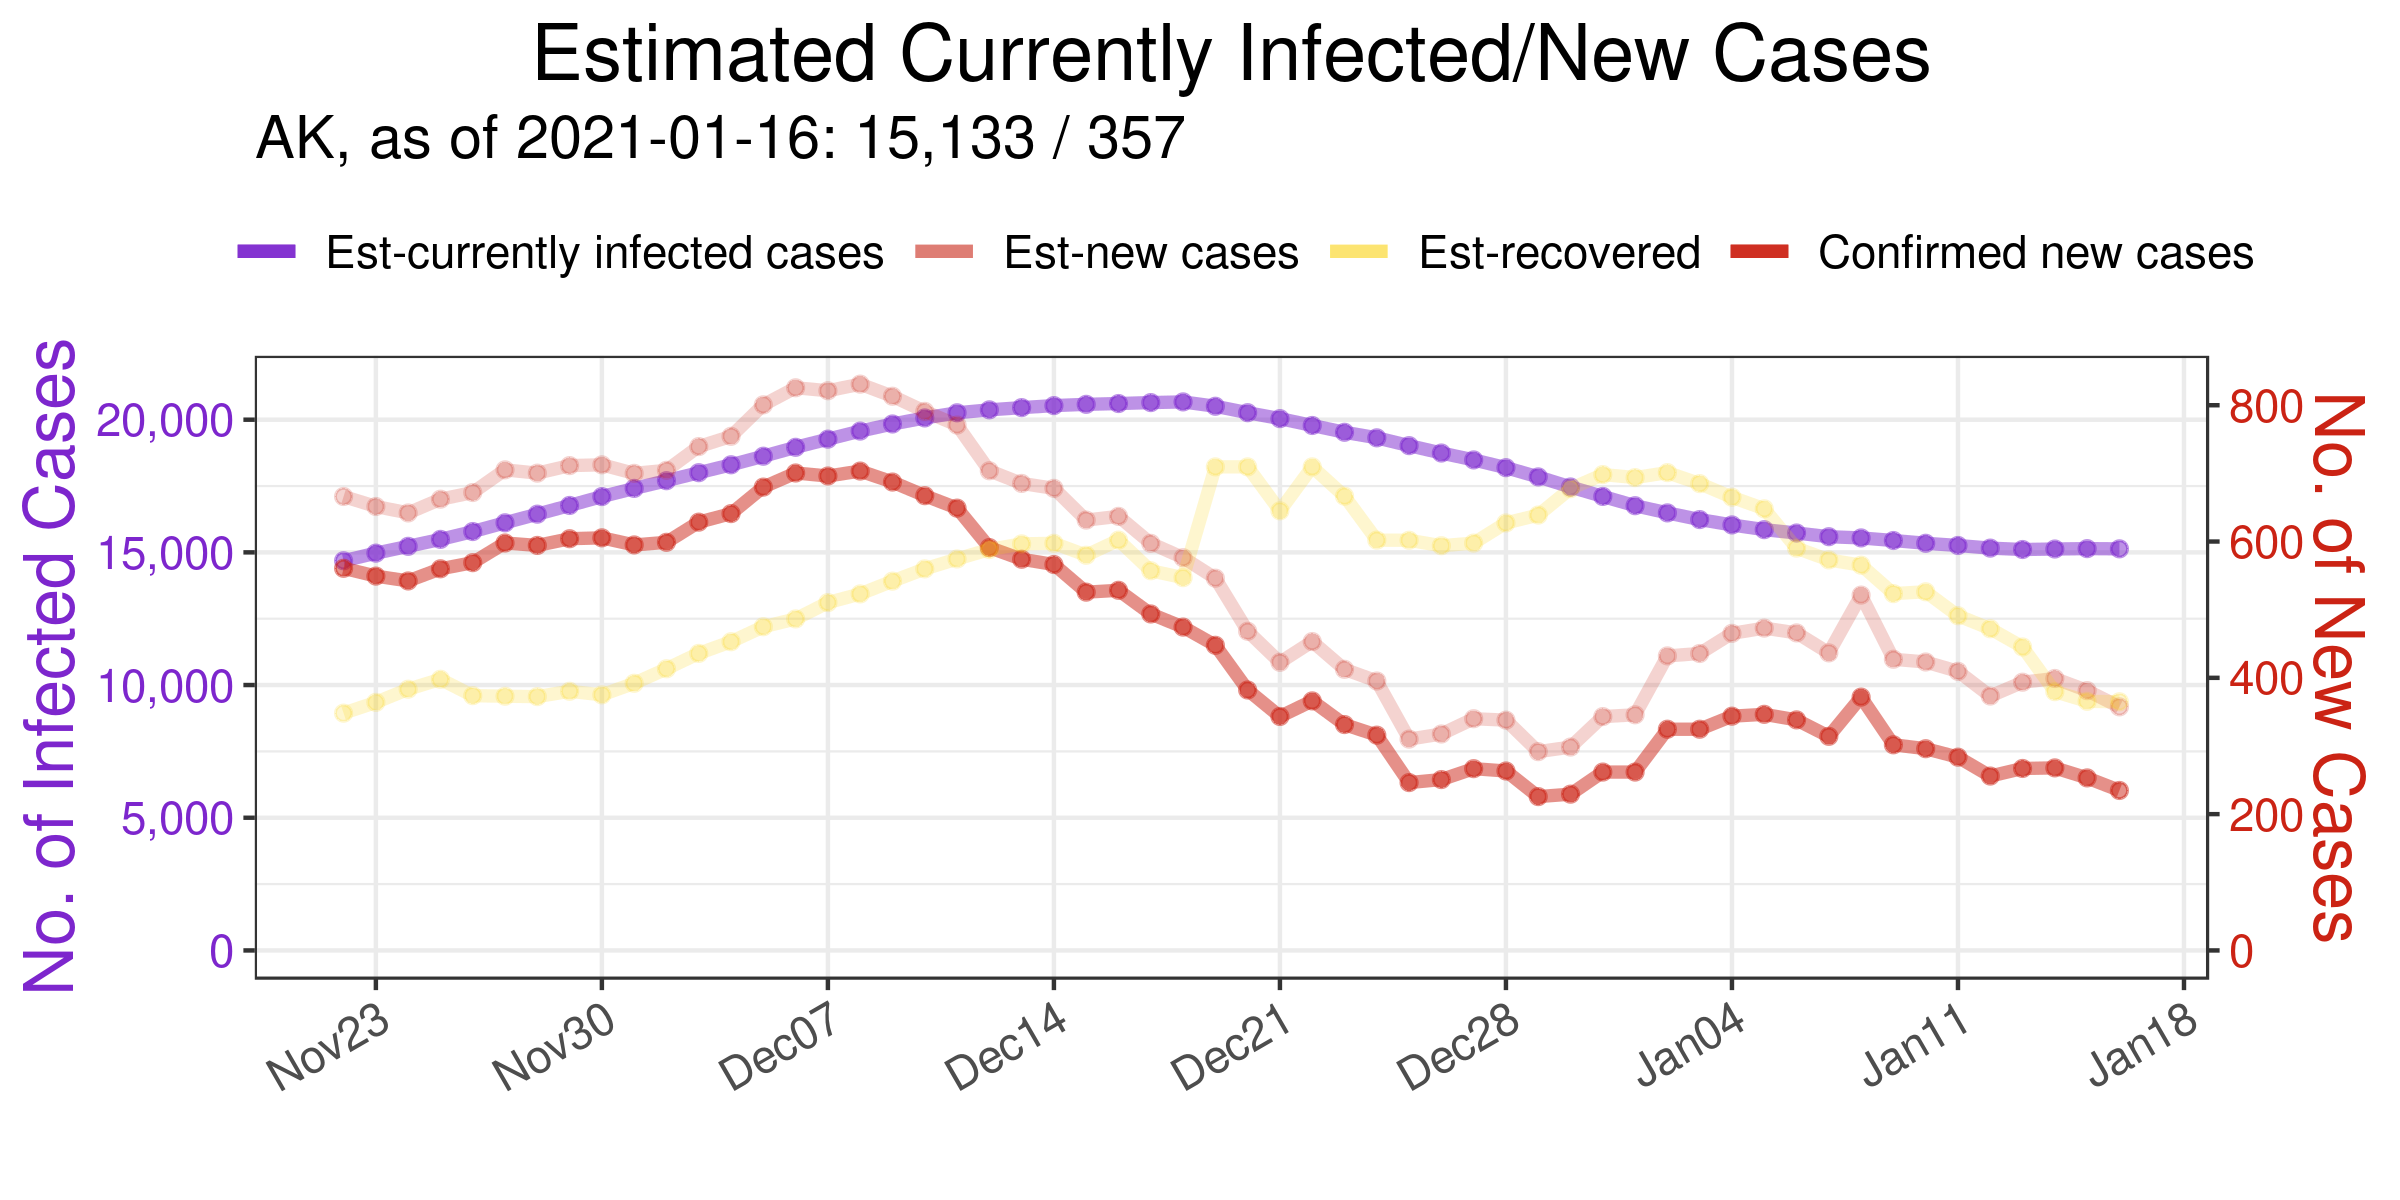 Estimated Currently Infected/New Cases
AK, as of 2021-01-16: 15,133 / 357
Est-currently infected cases Est-new cases Est-recovered Confirmed new cases
No. of Infected Cases
20,000
15,000
10,000
5,000
0
800
600
400
200
0
No. of New Cases
Nov23 Nov30 Dec07 Dec14 Dec21 Dec28 Jan04 Jan11 Jan18